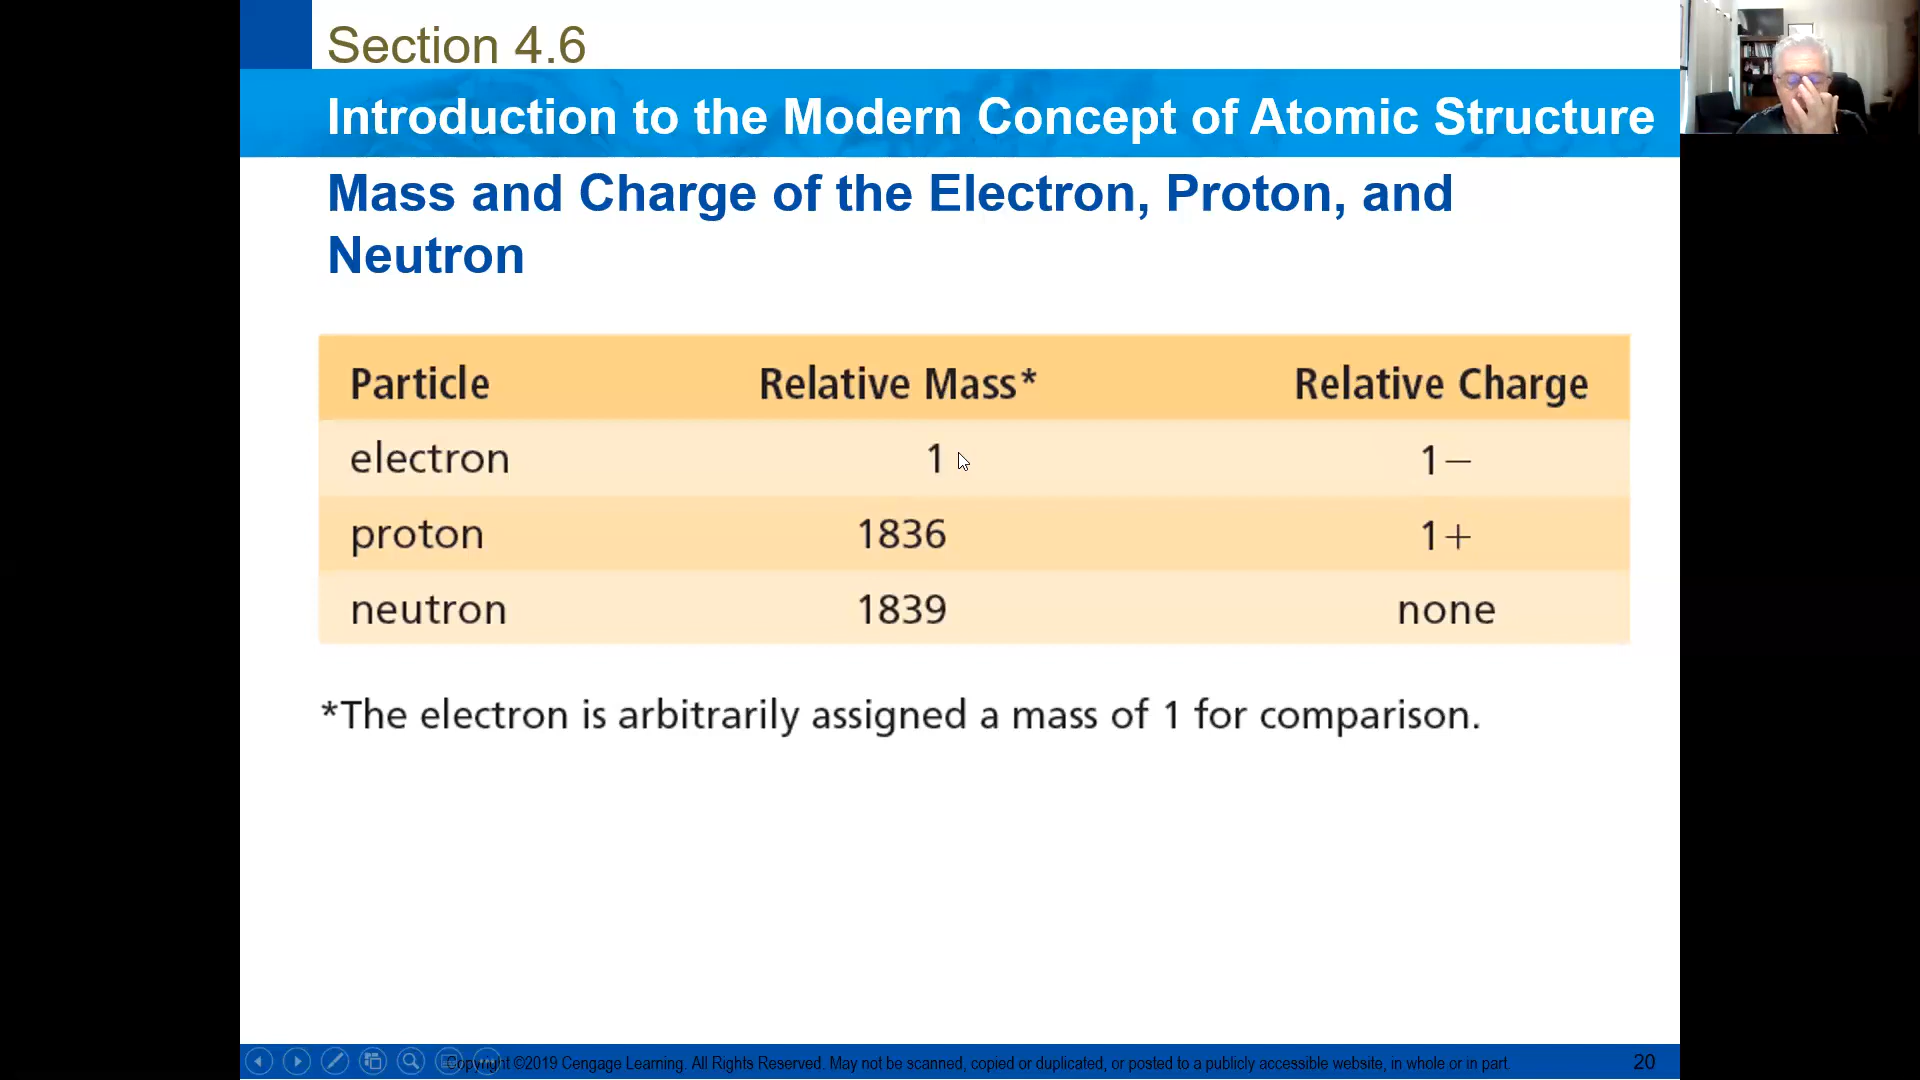 Section 4.6
Introduction to the Modern Concept of Atomic Structure
Mass and Charge of the Electron, Proton, and
Neutron
Particle Relative Mass* Relative Charge
electron 1 1−
proton 1836 1+
neutron 1839 none
*The electron is arbitrarily assigned a mass of 1 for comparison.
Copyright ©2019 Cengage Learning. All Rights Reserved. May not be scanned, copied or duplicated, or posted to a publicly accessible website, in whole or in part. 20